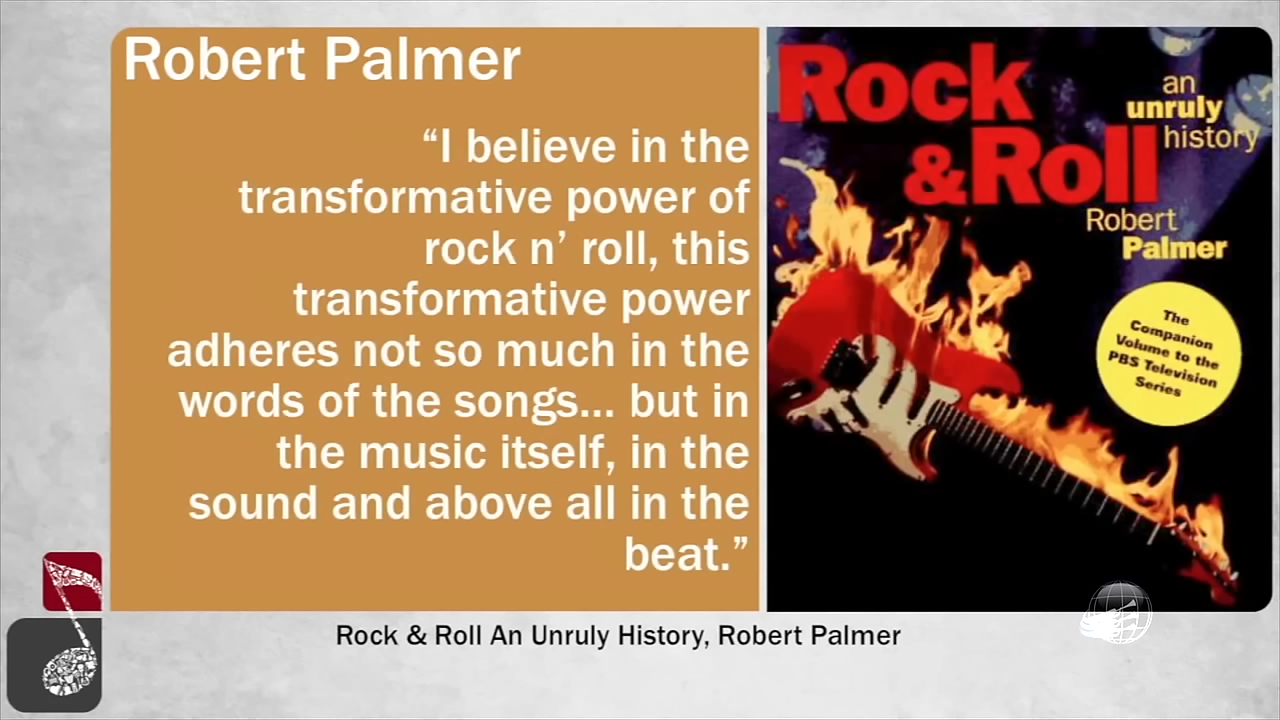 Robert Palmer
“I believe in the
transformative power of
rock n’ roll, this
transformative power
adheres not so much in the
words of the songs... but in
the music itself, in the
sound and above all in the
beat.”
Rock
&Roll
an
unruly
history
Robert
Palmer
The
Companion
Volume to the
PBS Television
Series
Rock & Roll An Unruly History, Robert Palmer